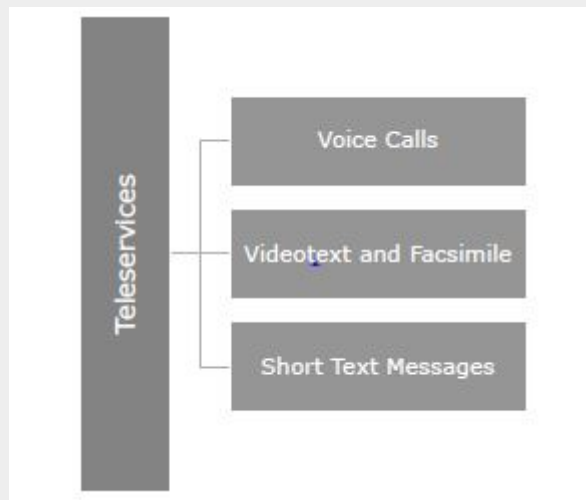 Teleservices
Voice Calls
Videotext and Facsimile
Short Text Messages